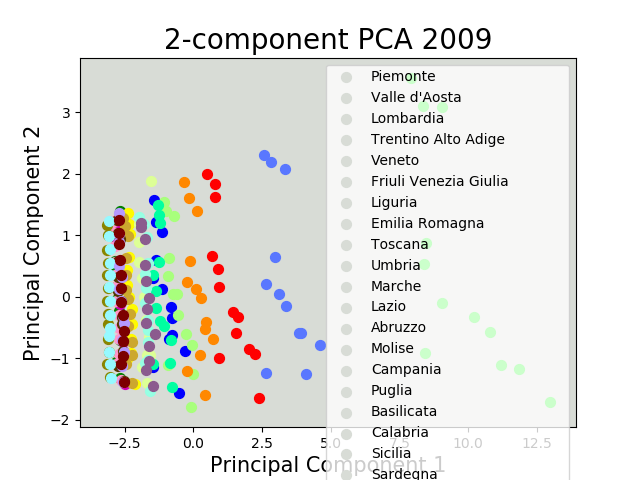 2-component PCA 2009
Principal Component 2
3
2
1
0
−1
−2
−2.5 0.0 2.5 5.0 7.5 10.0 12.5
Principal Component 1
Piemonte
Valle d'Aosta
Lombardia
Trentino Alto Adige
Veneto
Friuli Venezia Giulia
Liguria
Emilia Romagna
Toscana
Umbria
Marche
Lazio
Abruzzo
Molise
Campania
Puglia
Basilicata
Calabria
Sicilia
Sardegna